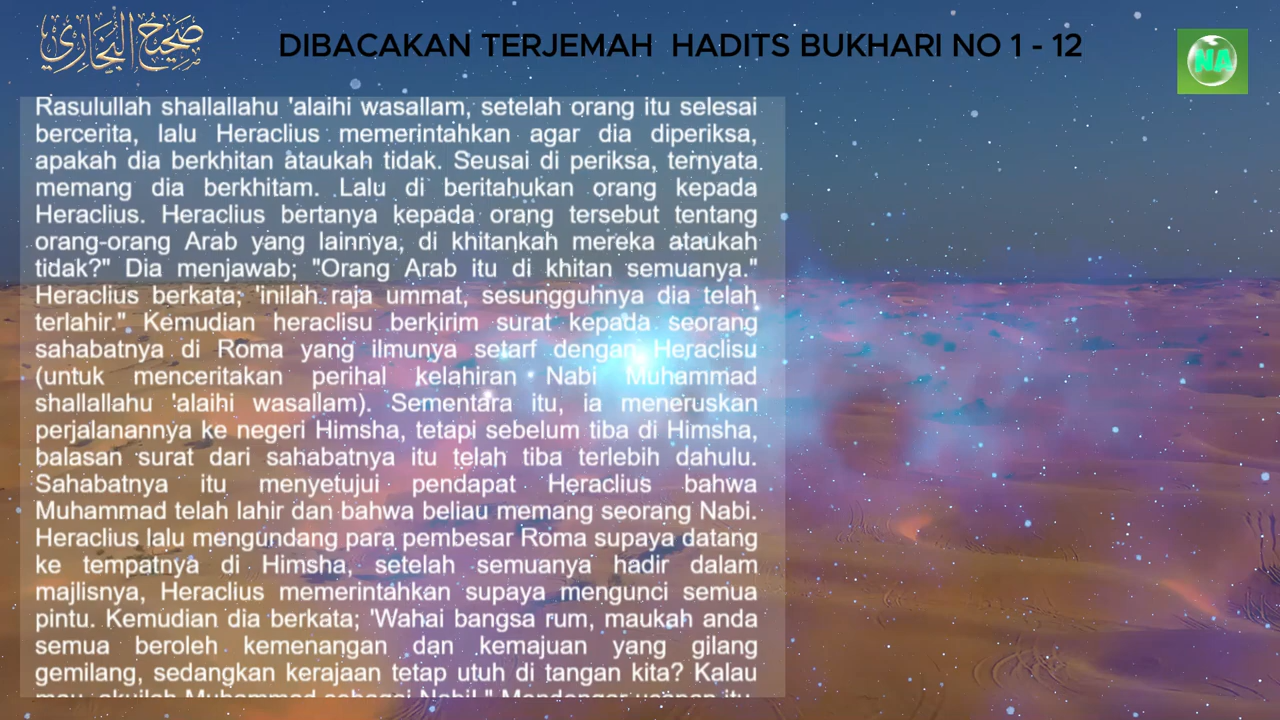 صحيح البخاري
DIBACAKAN TERJEMAH HADITS BUKHARI NO 1 - 12
NA
Rasulullah shallallahu 'alaihi wasallam, setelah orang itu selesai
bercerita, lalu Heraclius memerintahkan agar dia diperiksa,
apakah dia berkhitan ataukah tidak. Seusai di periksa, ternyata
memang dia berkhitam. Lalu di beritahukan orang kepada
Heraclius. Heraclius bertanya kepada orang tersebut tentang
orang-orang Arab yang lainnya, di khitankah mereka ataukah
tidak?" Dia menjawab; "Orang Arab itu di khitan semuanya."
Heraclius berkata; 'inilah raja ummat, sesungguhnya dia telah
terlahir." Kemudian heraclisu berkirim surat kepada seorang
sahabatnya di Roma yang ilmunya setarf dengan Heraclisu
(untuk menceritakan perihal kelahiran Nabi Muhammad
shallallahu 'alaihi wasallam). Sementara itu, ia meneruskan
perjalanannya ke negeri Himsha, tetapi sebelum tiba di Himsha,
balasan surat dari sahabatnya itu telah tiba terlebih dahulu.
Sahabatnya itu menyetujui pendapat Heraclius bahwa
Muhammad telah lahir dan bahwa beliau memang seorang Nabi.
Heraclius lalu mengundang para pembesar Roma supaya datang
ke tempatnya di Himsha, setelah semuanya hadir dalam
majlisnya, Heraclius memerintahkan supaya mengunci semua
pintu. Kemudian dia berkata; 'Wahai bangsa rum, maukah anda
semua beroleh kemenangan dan kemajuan yang gilang
gemilang, sedangkan kerajaan tetap utuh di tangan kita? Kalau
mau, akuilah Muhammad sebagai Nabi!." Mendengar ucapan itu,